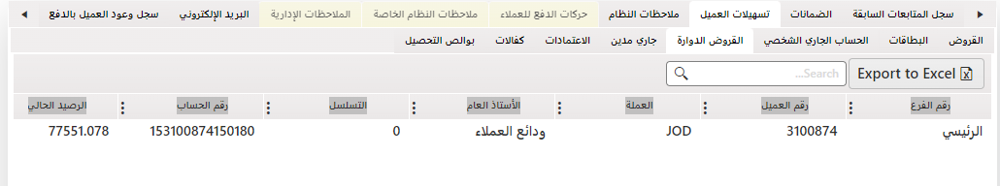 سجل المتابعات السابقة الضمانات تسهيلات العميل ملاحظات النظام حركات الدفع للعملاء ملاحظات النظام الخاصة الملاحظات الإدارية البريد الإلكتروني سجل وعود العميل بالدفع
القروض البطاقات الحساب الجاري الشخصي القروض الدوارة جاري مدين الاعتمادات كفالات بوالص التحصيل
Export to Excel Search...
رقم الفرع رقم العميل العملة الأستاذ العام التسلسل رقم الحساب الرصيد الحالي
الرئيسي 3100874 JOD ودائع العملاء 0 153100874150180 77551.078